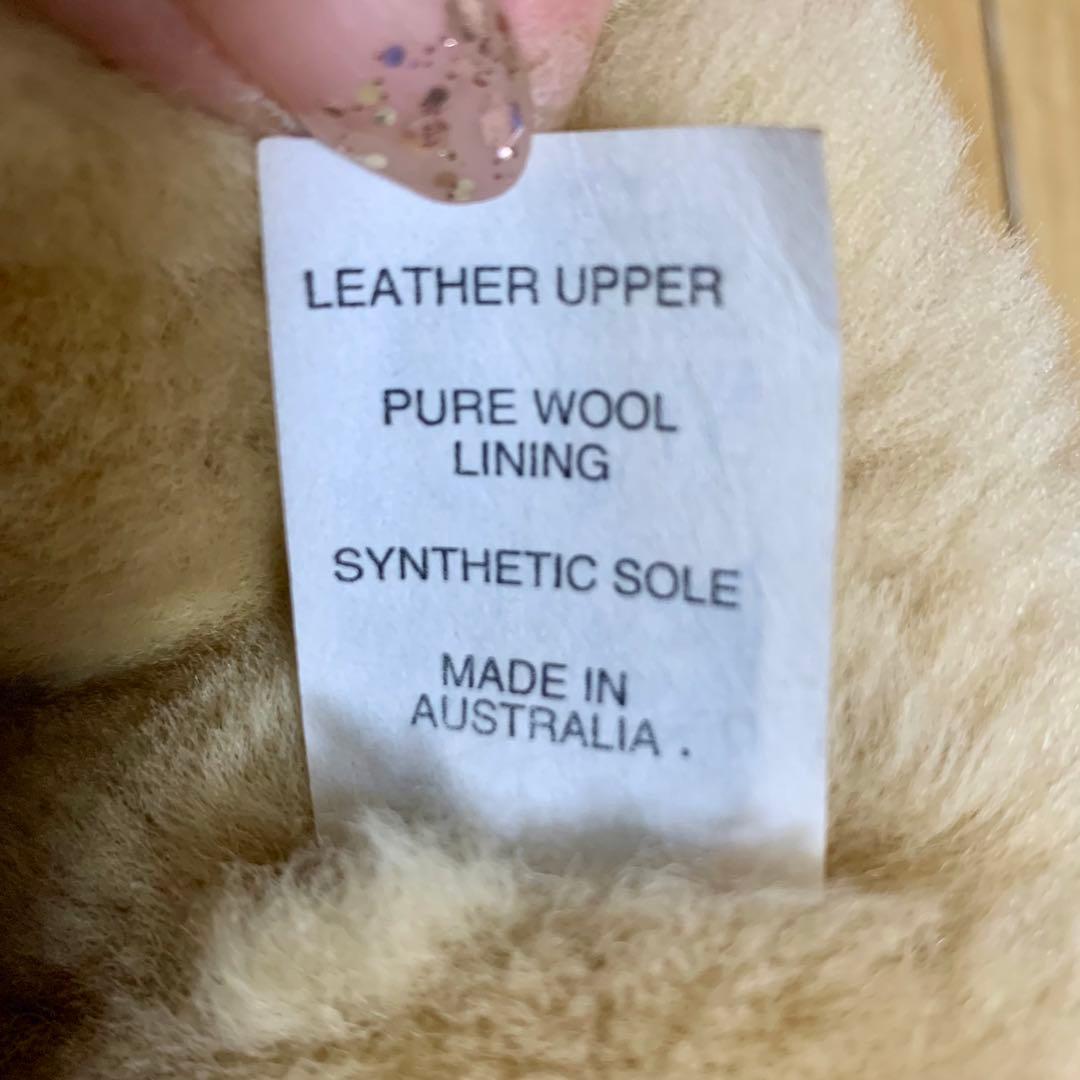 LEATHER UPPER
PURE WOOL
LINING
SYNTHETIC SOLE
MADE IN
AUSTRALIA .